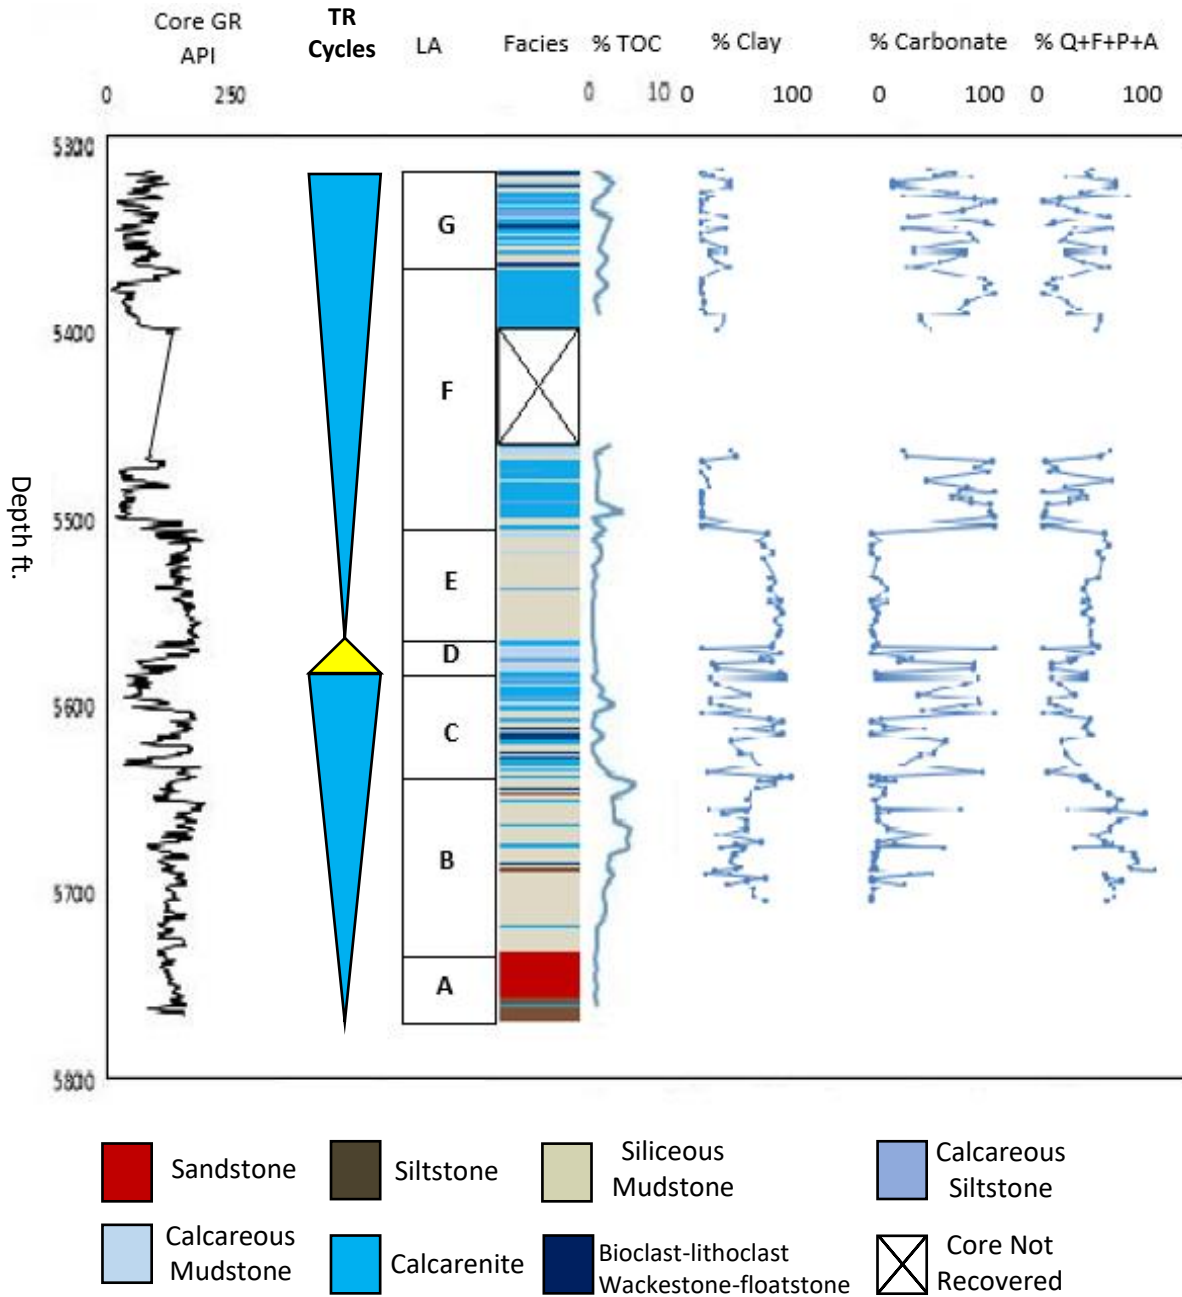 Core GR
API
TR
Cycles
LA
Facies
% TOC
% Clay
% Carbonate
% Q+F+P+A
0 250
0 10
0 100
0 100
0 100
5300
5400
5500
5600
5700
5800
Depth ft.
G
F
E
D
C
B
A
Sandstone
Siltstone
Siliceous
Mudstone
Calcareous
Siltstone
Calcareous
Mudstone
Calcarenite
Bioclast-lithoclast
Wackestone-floatstone
Core Not
Recovered